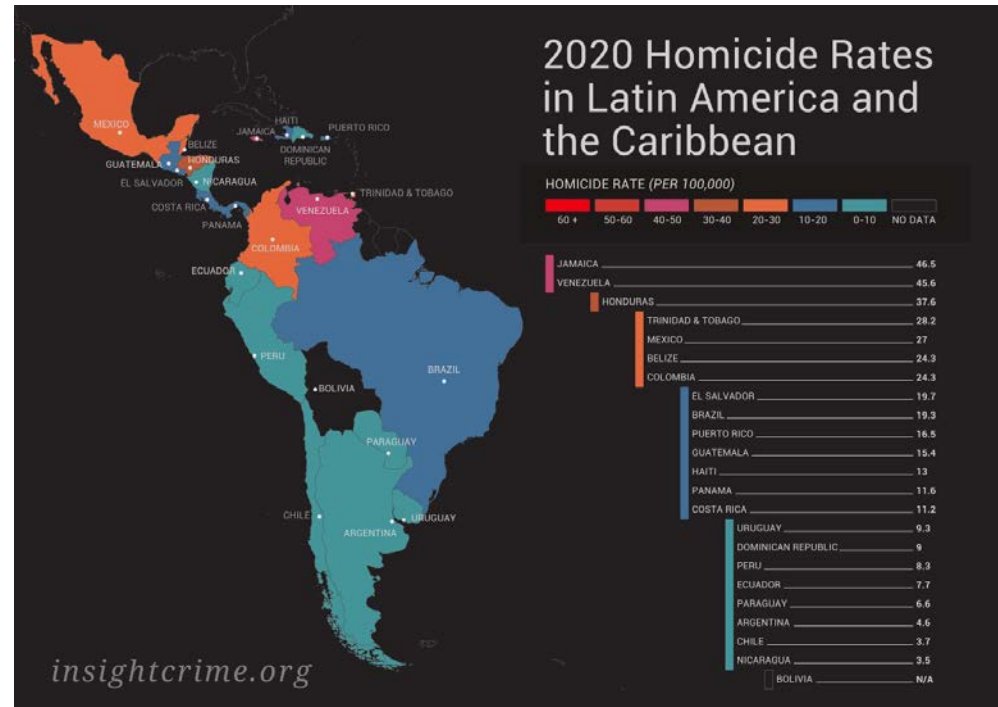 2020 Homicide Rates
in Latin America and
the Caribbean
HOMICIDE RATE (PER 100,000)
60 + 50-60 40-50 30-40 20-30 10-20 0-10 NO DATA
JAMAICA 46.5
VENEZUELA 45.6
HONDURAS 37.6
TRINIDAD & TOBAGO 28.2
MEXICO 27
BELIZE 24.3
COLOMBIA 24.3
EL SALVADOR 19.7
BRAZIL 19.3
PUERTO RICO 16.5
GUATEMALA 15.4
HAITI 13
PANAMA 11.6
COSTA RICA 11.2
URUGUAY 9.3
DOMINICAN REPUBLIC 9
PERU 8.3
ECUADOR 7.7
PARAGUAY 6.6
ARGENTINA 4.6
CHILE 3.7
NICARAGUA 3.5
BOLIVIA N/A
MEXICO
HAITI
JAMAICA
PUERTO RICO
DOMINICAN
REPUBLIC
BELIZE
GUATEMALA
HONDURAS
EL SALVADOR
NICARAGUA
COSTA RICA
PANAMA
TRINIDAD & TOBAGO
VENEZUELA
COLOMBIA
ECUADOR
PERU
BRAZIL
BOLIVIA
PARAGUAY
CHILE
URUGUAY
ARGENTINA
insightcrime.org